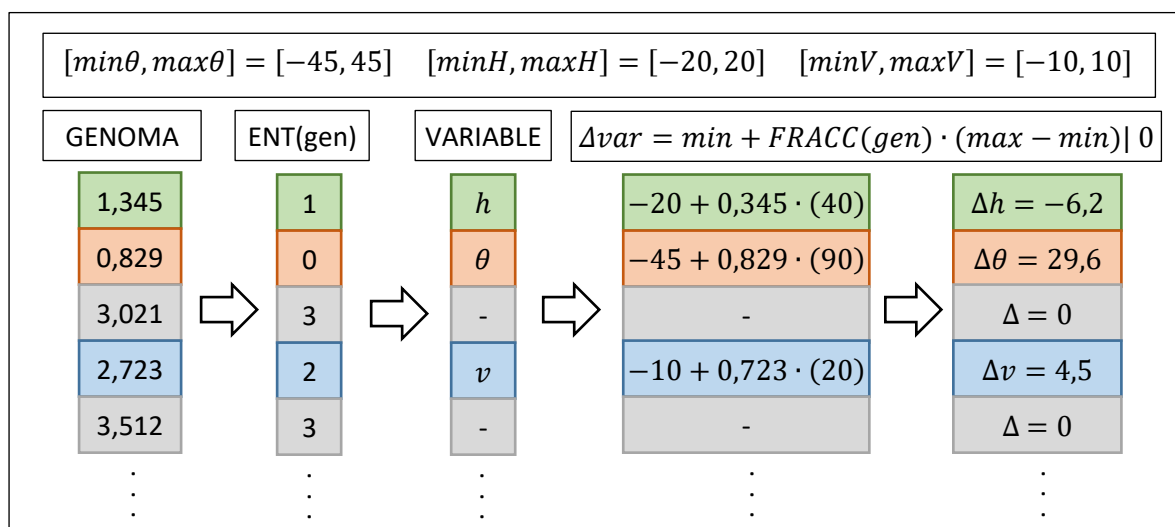 [minθ, maxθ] = [−45, 45] [minH, maxH] = [−20, 20] [minV, maxV] = [−10, 10]
GENOMA ENT(gen) VARIABLE Δvar = min + FRACC(gen) · (max − min)| 0
1,345 1 h −20 + 0,345 · (40) Δh = −6,2
0,829 0 θ −45 + 0,829 · (90) Δθ = 29,6
3,021 3 - - Δ = 0
2,723 2 v −10 + 0,723 · (20) Δv = 4,5
3,512 3 - - Δ = 0